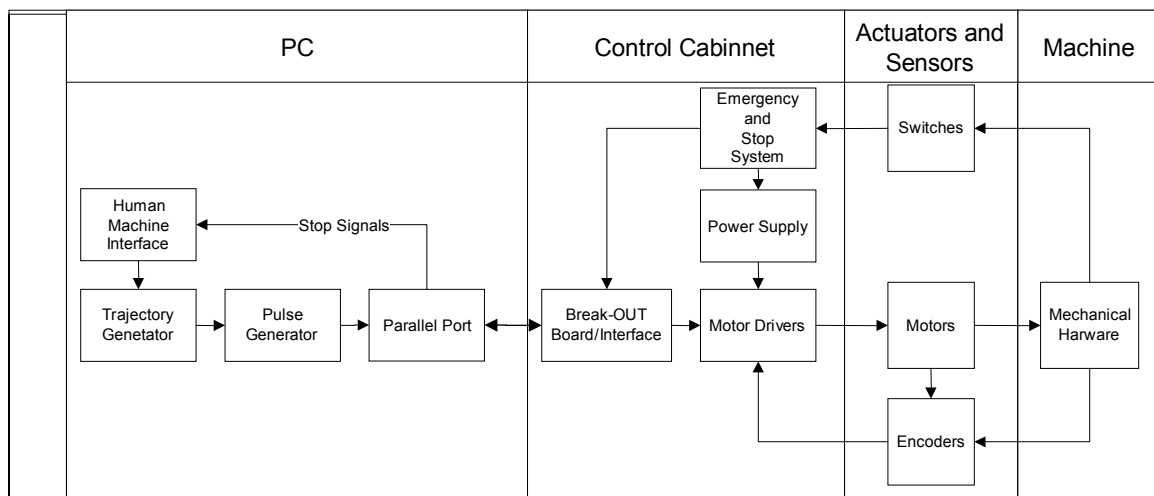 PC
Control Cabinnet
Actuators and
Sensors
Machine
Emergency
and
Stop
System
Switches
Human
Machine
Interface
Stop Signals
Power Supply
Trajectory
Genetator
Pulse
Generator
Parallel Port
Break-OUT
Board/Interface
Motor Drivers
Motors
Mechanical
Harware
Encoders